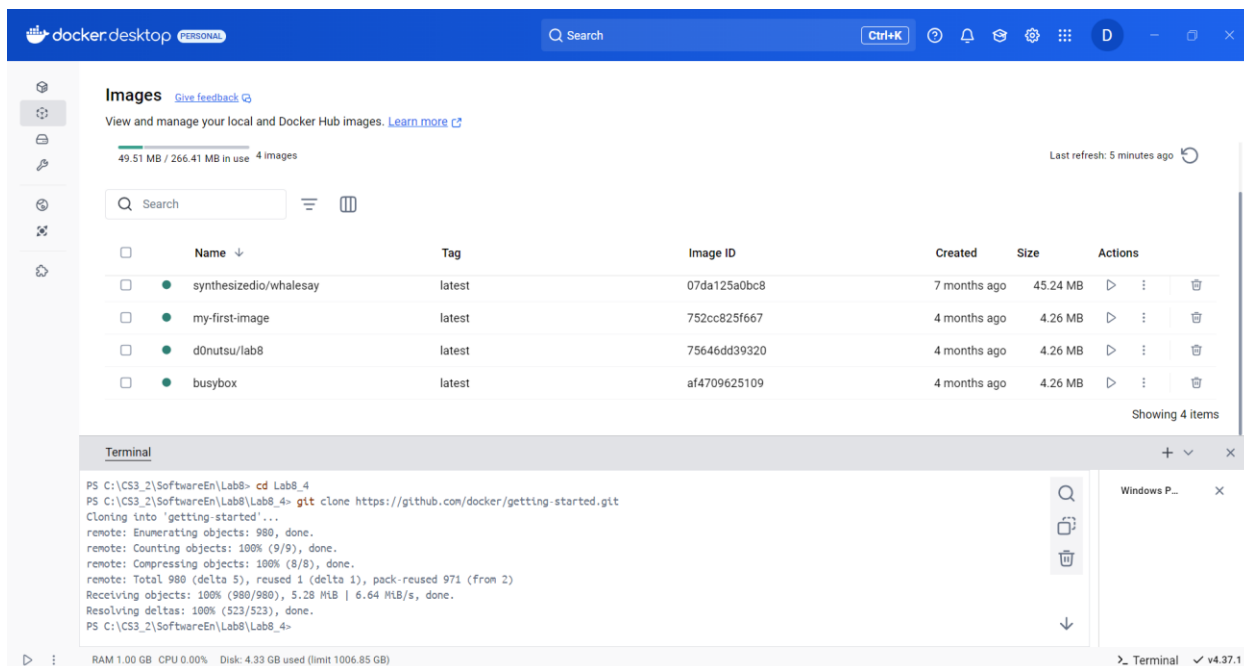 docker.desktop PERSONAL Search Ctrl+K D
Images Give feedback
View and manage your local and Docker Hub images. Learn more
49.51 MB / 266.41 MB in use 4 images Last refresh: 5 minutes ago
Search
Name Tag Image ID Created Size Actions
synthesizedio/whalesay latest 07da125a0bc8 7 months ago 45.24 MB
my-first-image latest 752cc825f667 4 months ago 4.26 MB
d0nutsu/lab8 latest 75646dd39320 4 months ago 4.26 MB
busybox latest af4709625109 4 months ago 4.26 MB
Showing 4 items
Terminal
PS C:\CS3_2\SoftwareEn\Lab8> cd Lab8_4
PS C:\CS3_2\SoftwareEn\Lab8\Lab8_4> git clone https://github.com/docker/getting-started.git
Cloning into 'getting-started'...
remote: Enumerating objects: 980, done.
remote: Counting objects: 100% (9/9), done.
remote: Compressing objects: 100% (8/8), done.
remote: Total 980 (delta 5), reused 1 (delta 1), pack-reused 971 (from 2)
Receiving objects: 100% (980/980), 5.28 MiB | 6.64 MiB/s, done.
Resolving deltas: 100% (523/523), done.
PS C:\CS3_2\SoftwareEn\Lab8\Lab8_4>
Windows P...
RAM 1.00 GB CPU 0.00% Disk: 4.33 GB used (limit 1006.85 GB) Terminal v4.37.1